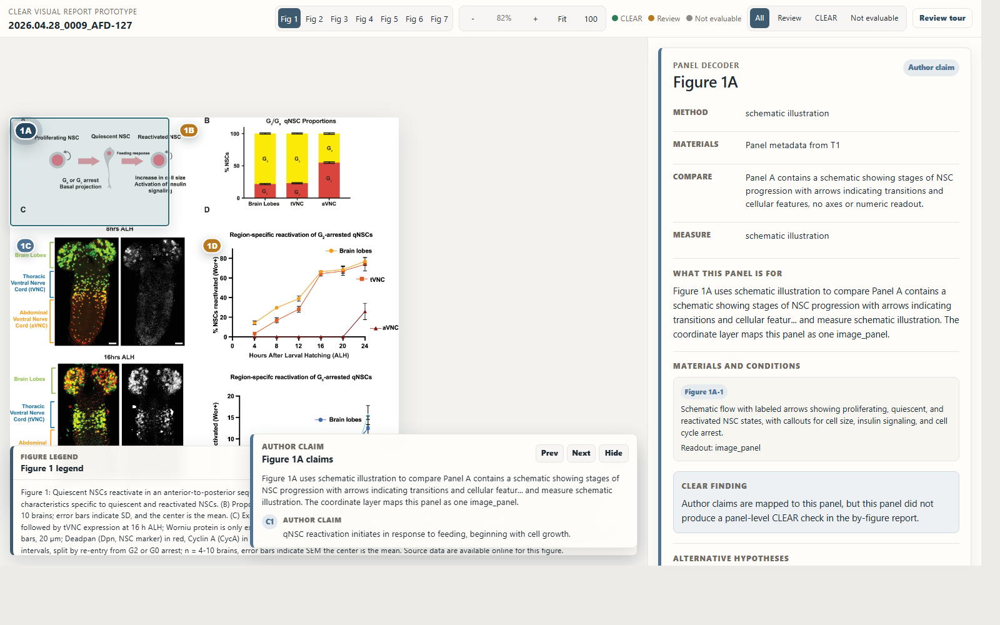 CLEAR VISUAL REPORT PROTOTYPE
2026.04.28_0009_AFD-127
Fig 1 Fig 2 Fig 3 Fig 4 Fig 5 Fig 6 Fig 7
- 82% + Fit 100
CLEAR Review Not evaluable
All Review CLEAR Not evaluable
Review tour
1A
Proliferating NSC Quiescent NSC Reactivated NSC
Feeding response
G₀ or G₂ arrest
Basal projection
Increase in cell size
Activation of insulin
signaling
1B
B
G₂/G₀ qNSC Proportions
% NSCs
100
50
0
G₂ G₂ G₂
G₀ G₀ G₀
Brain Lobes tVNC aVNC
C
8hrs ALH
1C
Brain Lobes
Thoracic
Ventral Nerve
Cord (tVNC)
Abdominal
Ventral Nerve
Cord (aVNC)
16hrs ALH
Brain Lobes
Thoracic
Ventral Nerve
Cord (tVNC)
Abdominal
D
1D
Region-specific reactivation of G₂-arrested qNSCs
% NSCs reactivated (Wor+)
80
60
40
20
0
Brain lobes
tVNC
aVNC
0 4 8 12 16 20 24
Hours After Larval Hatching (ALH)
Region-specifc reactivation of G₀-arrested qNSCs
ctivated (Wor+)
20
15
10
Brain lobes
FIGURE LEGEND
Figure 1 legend
Figure 1: Quiescent NSCs reactivate in an anterior-to-posterior seq
characteristics specific to quiescent and reactivated NSCs. (B) Propo
10 brains; error bars indicate SD, and the center is the mean. (C) Ex
followed by tVNC expression at 16 h ALH; Worniu protein is only ex
bars, 20 μm; Deadpan (Dpn, NSC marker) in red, Cyclin A (CycA) in
intervals, split by re-entry from G2 or G0 arrest; n = 4-10 brains, error bars indicate SEM the center is the mean. Source data are available online for this figure.
AUTHOR CLAIM
Figure 1A claims
Prev Next Hide
Figure 1A uses schematic illustration to compare Panel A contains a schematic showing stages of
NSC progression with arrows indicating transitions and cellular featur... and measure schematic
illustration. The coordinate layer maps this panel as one image_panel.
C1 AUTHOR CLAIM
qNSC reactivation initiates in response to feeding, beginning with cell growth.
PANEL DECODER
Figure 1A
Author claim
METHOD schematic illustration
MATERIALS Panel metadata from T1
COMPARE Panel A contains a schematic showing stages of NSC
progression with arrows indicating transitions and
cellular features, no axes or numeric readout.
MEASURE schematic illustration
WHAT THIS PANEL IS FOR
Figure 1A uses schematic illustration to compare Panel A contains a
schematic showing stages of NSC progression with arrows indicating
transitions and cellular featur... and measure schematic illustration. The
coordinate layer maps this panel as one image_panel.
MATERIALS AND CONDITIONS
Figure 1A-1
Schematic flow with labeled arrows showing proliferating, quiescent, and
reactivated NSC states, with callouts for cell size, insulin signaling, and cell
cycle arrest.
Readout: image_panel
CLEAR FINDING
Author claims are mapped to this panel, but this panel did not
produce a panel-level CLEAR check in the by-figure report.
ALTERNATIVE HYPOTHESES